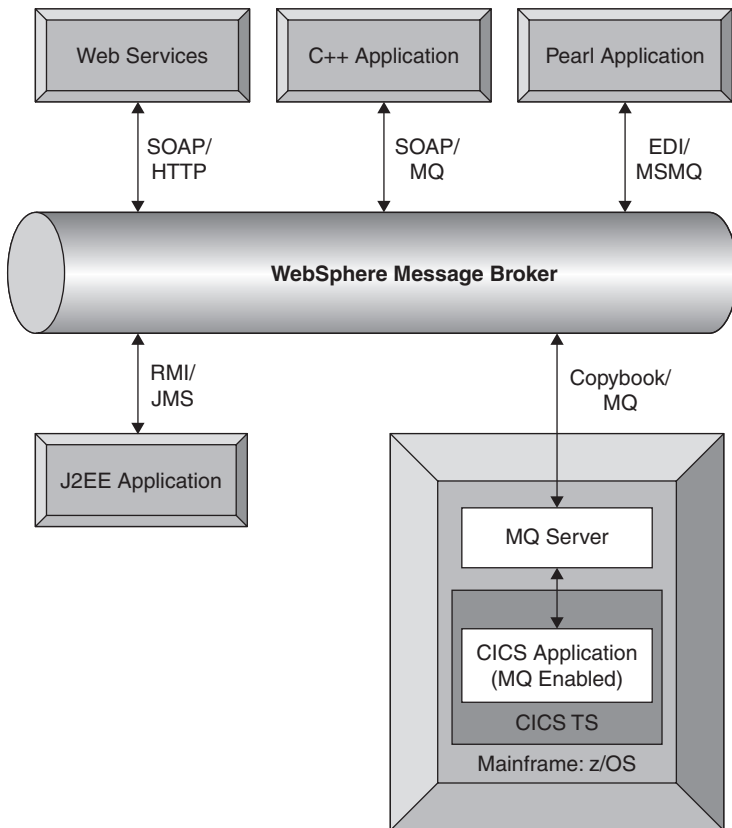 Web Services
C++ Application
Pearl Application
SOAP/
HTTP
SOAP/
MQ
EDI/
MSMQ
WebSphere Message Broker
RMI/
JMS
Copybook/
MQ
J2EE Application
MQ Server
CICS Application
(MQ Enabled)
CICS TS
Mainframe: z/OS